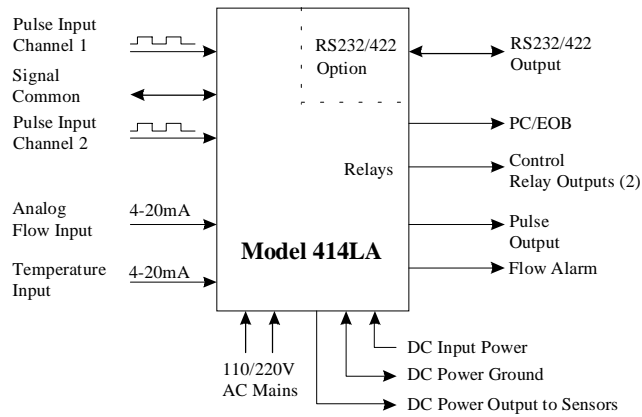 Pulse Input
Channel 1
Signal
Common
Pulse Input
Channel 2
Analog
Flow Input
4-20mA
Temperature
Input
4-20mA
RS232/422
Option
Relays
Model 414LA
RS232/422
Output
PC/EOB
Control
Relay Outputs (2)
Pulse
Output
Flow Alarm
110/220V
AC Mains
DC Input Power
DC Power Ground
DC Power Output to Sensors